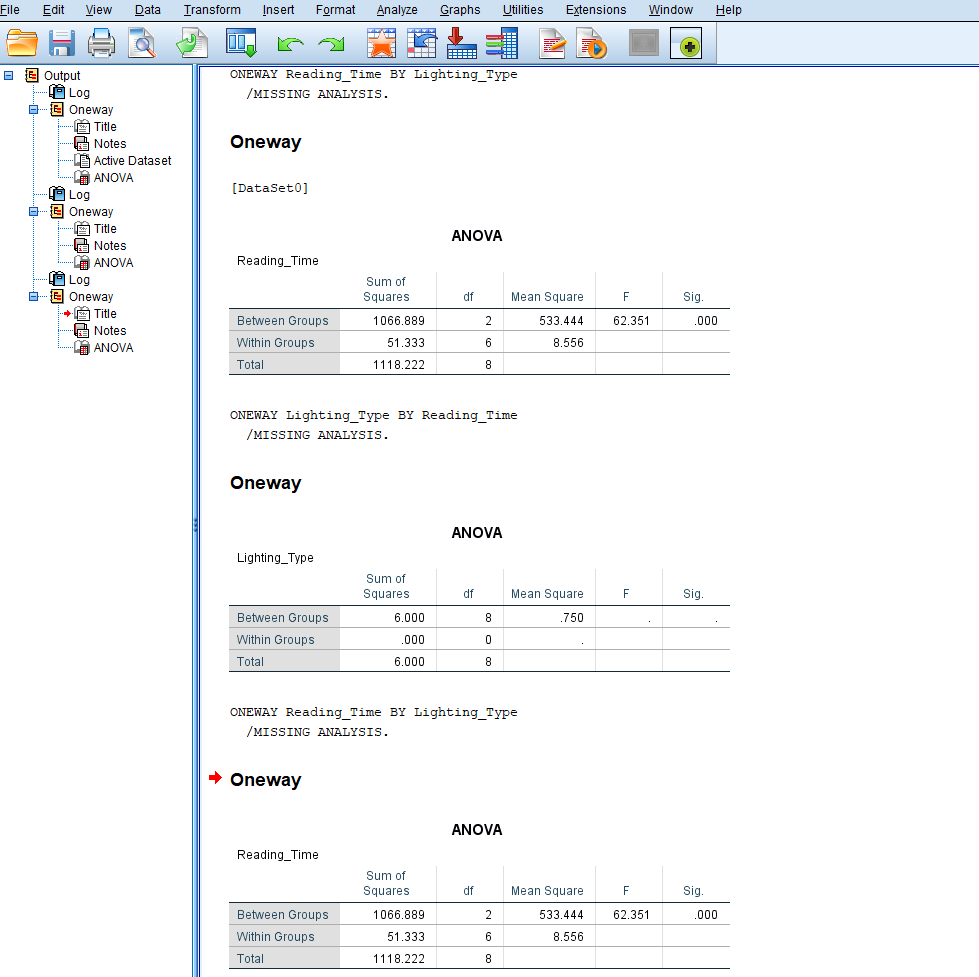 File Edit View Data Transform Insert Format Analyze Graphs Utilities Extensions Window Help
Output
Log
Oneway
Title
Notes
Active Dataset
ANOVA
Log
Oneway
Title
Notes
ANOVA
Log
Oneway
Title
Notes
ANOVA
ONEWAY Reading_Time BY Lighting_Type
/MISSING ANALYSIS.
Oneway
[DataSet0]
ANOVA
Reading_Time
Sum of
Squares df Mean Square F Sig.
Between Groups 1066.889 2 533.444 62.351 .000
Within Groups 51.333 6 8.556
Total 1118.222 8
ONEWAY Lighting_Type BY Reading_Time
/MISSING ANALYSIS.
Oneway
ANOVA
Lighting_Type
Sum of
Squares df Mean Square F Sig.
Between Groups 6.000 8 .750 . .
Within Groups .000 0 .
Total 6.000 8
ONEWAY Reading_Time BY Lighting_Type
/MISSING ANALYSIS.
Oneway
ANOVA
Reading_Time
Sum of
Squares df Mean Square F Sig.
Between Groups 1066.889 2 533.444 62.351 .000
Within Groups 51.333 6 8.556
Total 1118.222 8